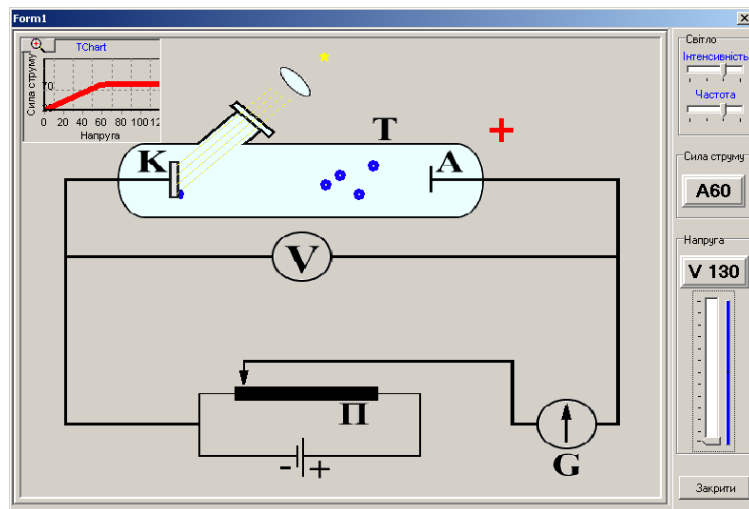 Form1
TChart
Сила струму
70
0 20 40 60 80 100 12
Напруга
К
Т
А
+
V
П
- +
G
Світло
Інтенсивність
Частота
Сила струму
А60
Напруга
V 130
Закрити